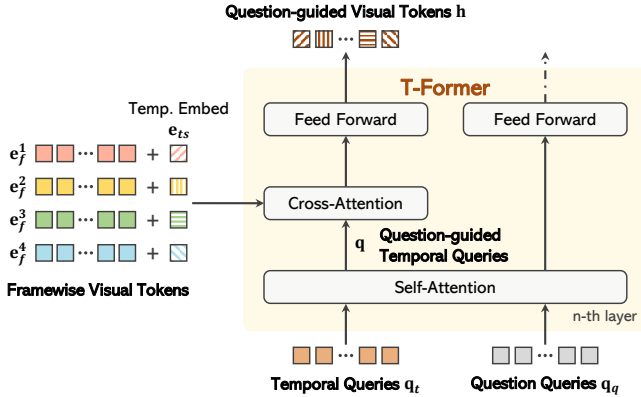 Question-guided Visual Tokens h
T-Former
Temp. Embed
e_ts
Feed Forward
Feed Forward
e_f^1 ... +
e_f^2 ... +
e_f^3 ... +
e_f^4 ... +
Framewise Visual Tokens
Cross-Attention
q
Question-guided
Temporal Queries
Self-Attention
n-th layer
Temporal Queries q_t
Question Queries q_q